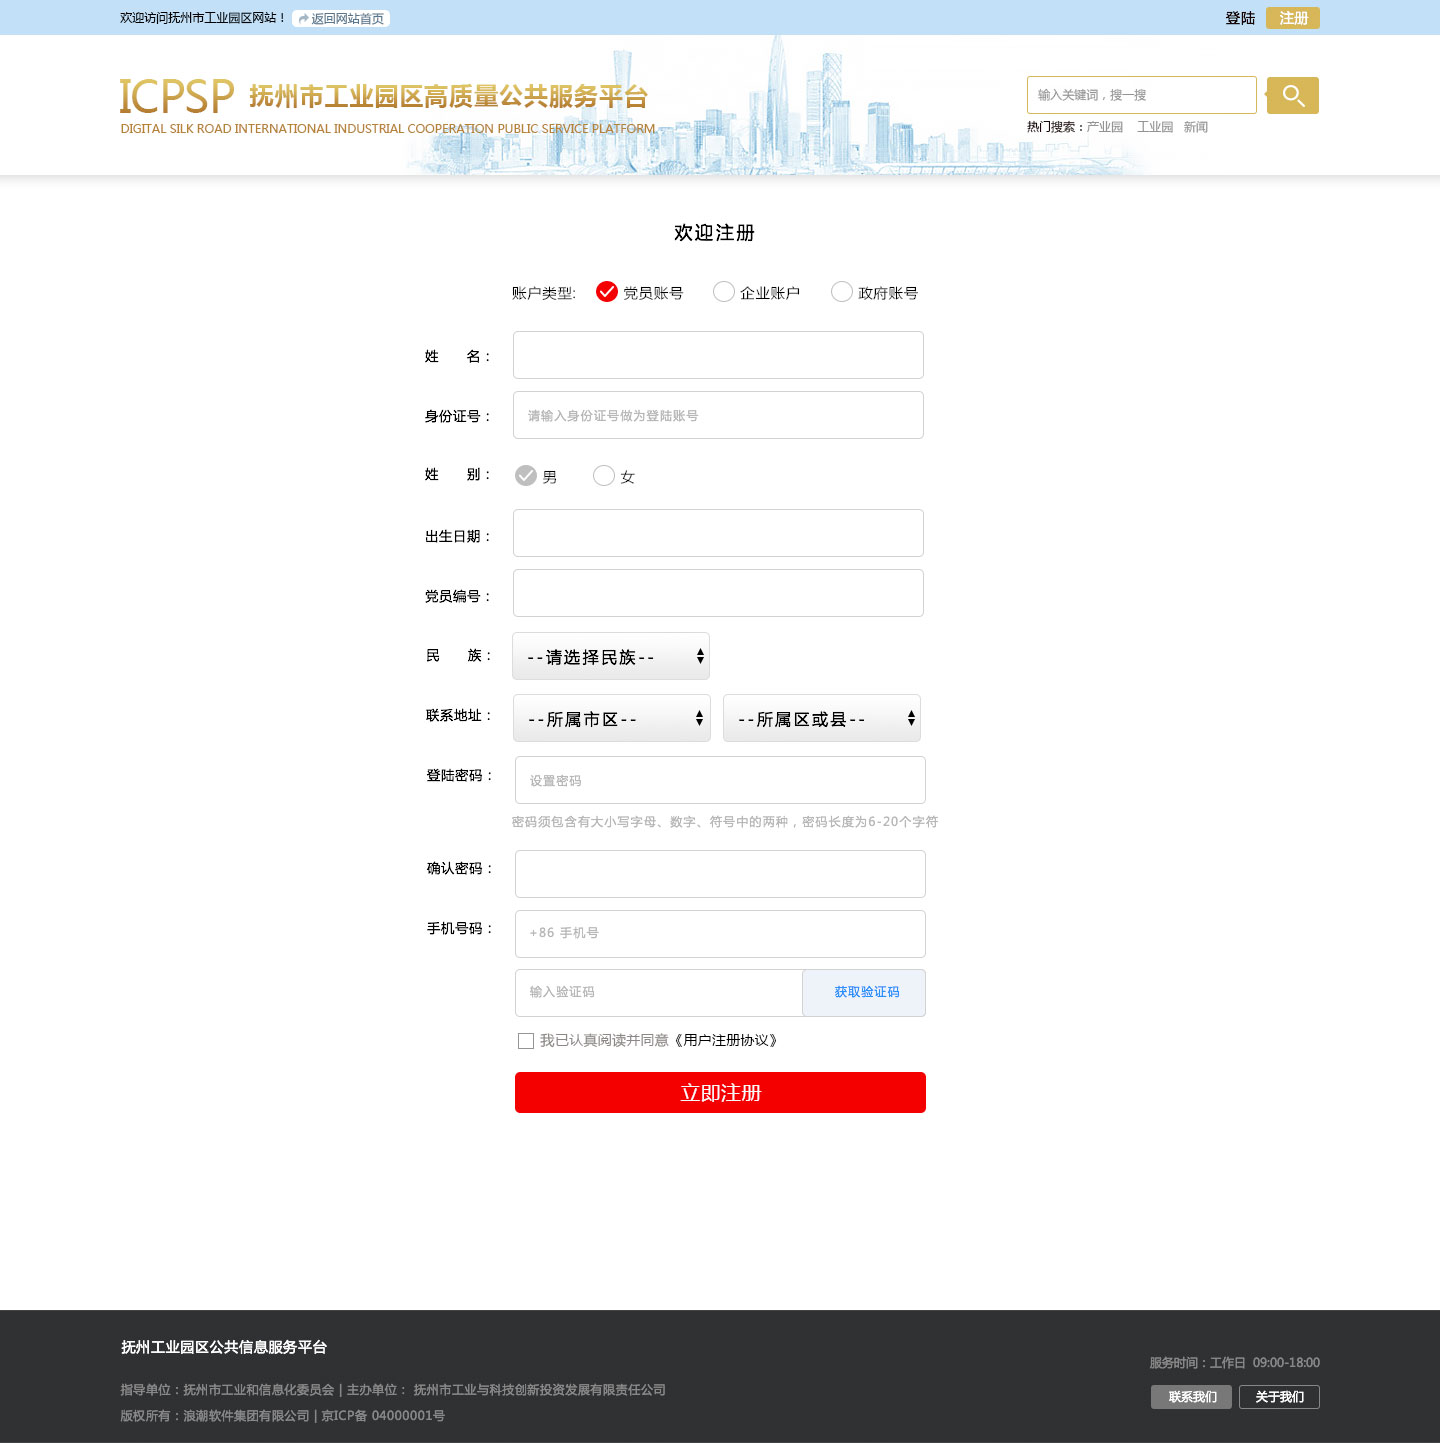 欢迎访问抚州市工业园区网站！ 返回网站首页 登陆 注册
ICPSP 抚州市工业园区高质量公共服务平台
DIGITAL SILK ROAD INTERNATIONAL INDUSTRIAL COOPERATION PUBLIC SERVICE PLATFORM
输入关键词，搜一搜
热门搜索：产业园 工业园 新闻
欢迎注册
账户类型: 党员账号 企业账户 政府账号
姓 名：
身份证号： 请输入身份证号做为登陆账号
姓 别： 男 女
出生日期：
党员编号：
民 族： --请选择民族--
联系地址： --所属市区-- --所属区或县--
登陆密码： 设置密码
密码须包含有大小写字母、数字、符号中的两种，密码长度为6-20个字符
确认密码：
手机号码： +86 手机号
输入验证码 获取验证码
我已认真阅读并同意《用户注册协议》
立即注册
抚州工业园区公共信息服务平台
服务时间：工作日 09:00-18:00
指导单位：抚州市工业和信息化委员会 | 主办单位： 抚州市工业与科技创新投资发展有限责任公司
联系我们 关于我们
版权所有：浪潮软件集团有限公司 | 京ICP备 04000001号